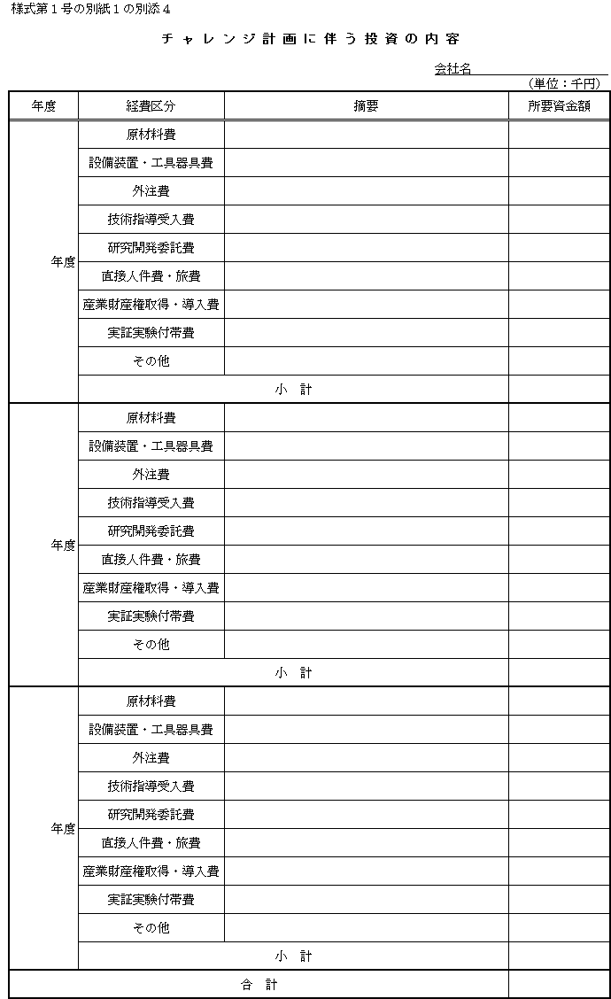 様式第１号の別紙１の別添４
チャレンジ計画に伴う投資の内容
会社名
（単位：千円）
年度 経費区分 摘要 所要資金額
原材料費
設備装置・工具器具費
外注費
技術指導受入費
研究開発委託費
年度
直接人件費・旅費
産業財産権取得・導入費
実証実験付帯費
その他
小　計
原材料費
設備装置・工具器具費
外注費
技術指導受入費
研究開発委託費
年度
直接人件費・旅費
産業財産権取得・導入費
実証実験付帯費
その他
小　計
原材料費
設備装置・工具器具費
外注費
技術指導受入費
研究開発委託費
年度
直接人件費・旅費
産業財産権取得・導入費
実証実験付帯費
その他
小　計
合　計